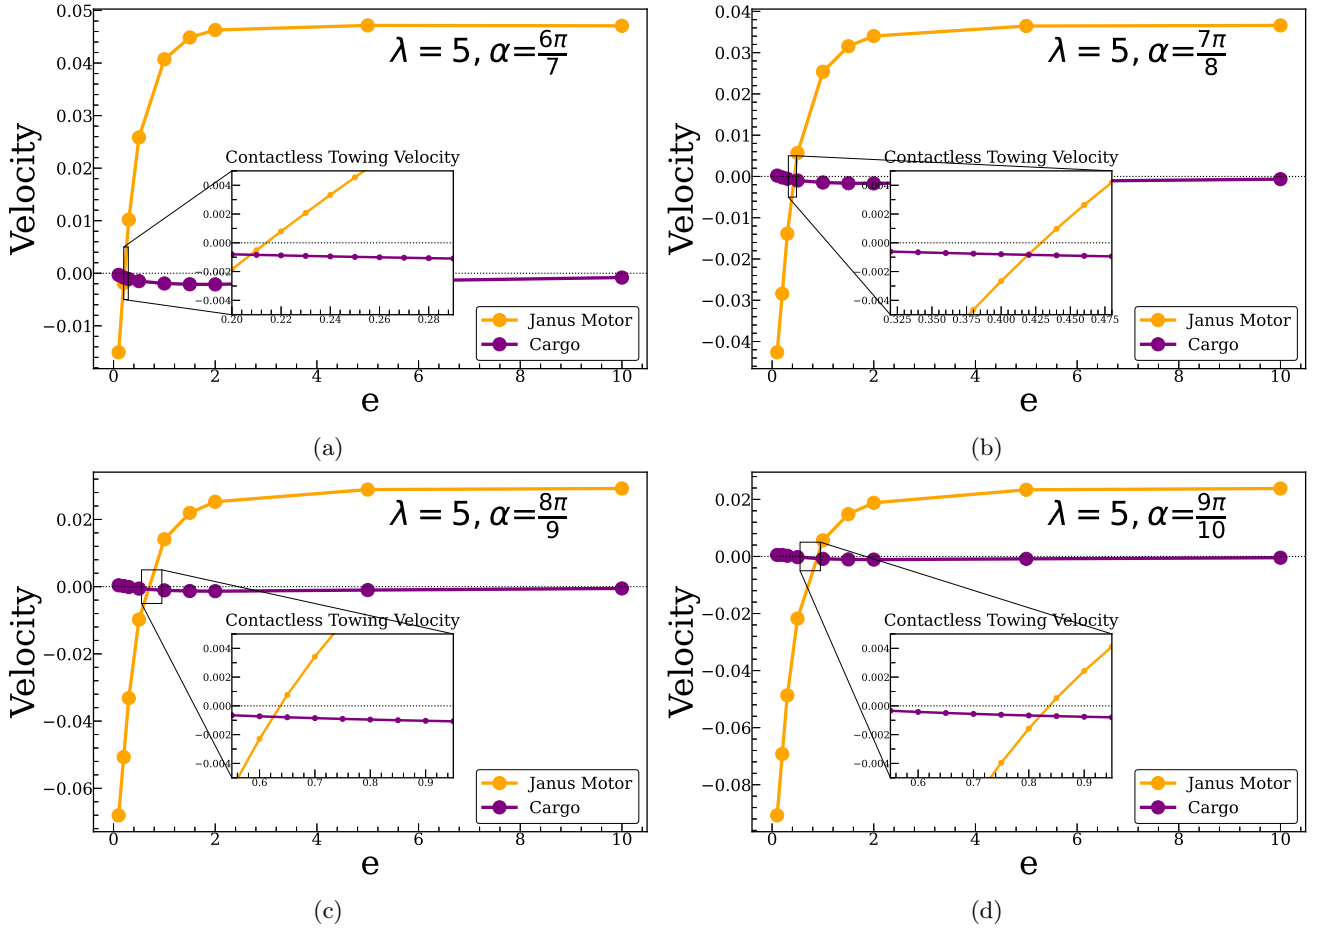 0.05
0.04
0.03
0.02
0.01
0.00
−0.01
Velocity
λ = 5, α=6π/7
Contactless Towing Velocity
0.004
0.002
0.000
−0.002
−0.004
0.20 0.22 0.24 0.26 0.28
Janus Motor
Cargo
0 2 4 6 8 10
e
(a)
0.04
0.03
0.02
0.01
0.00
−0.01
−0.02
−0.03
−0.04
Velocity
λ = 5, α=7π/8
Contactless Towing Velocity
0.004
0.002
0.000
−0.002
−0.004
0.325 0.350 0.375 0.400 0.425 0.450 0.475
Janus Motor
Cargo
0 2 4 6 8 10
e
(b)
0.02
0.00
−0.02
−0.04
−0.06
Velocity
λ = 5, α=8π/9
Contactless Towing Velocity
0.004
0.002
0.000
−0.002
−0.004
0.6 0.7 0.8 0.9
Janus Motor
Cargo
0 2 4 6 8 10
e
(c)
0.02
0.00
−0.02
−0.04
−0.06
−0.08
Velocity
λ = 5, α=9π/10
Contactless Towing Velocity
0.004
0.002
0.000
−0.002
−0.004
0.6 0.7 0.8 0.9
Janus Motor
Cargo
0 2 4 6 8 10
e
(d)